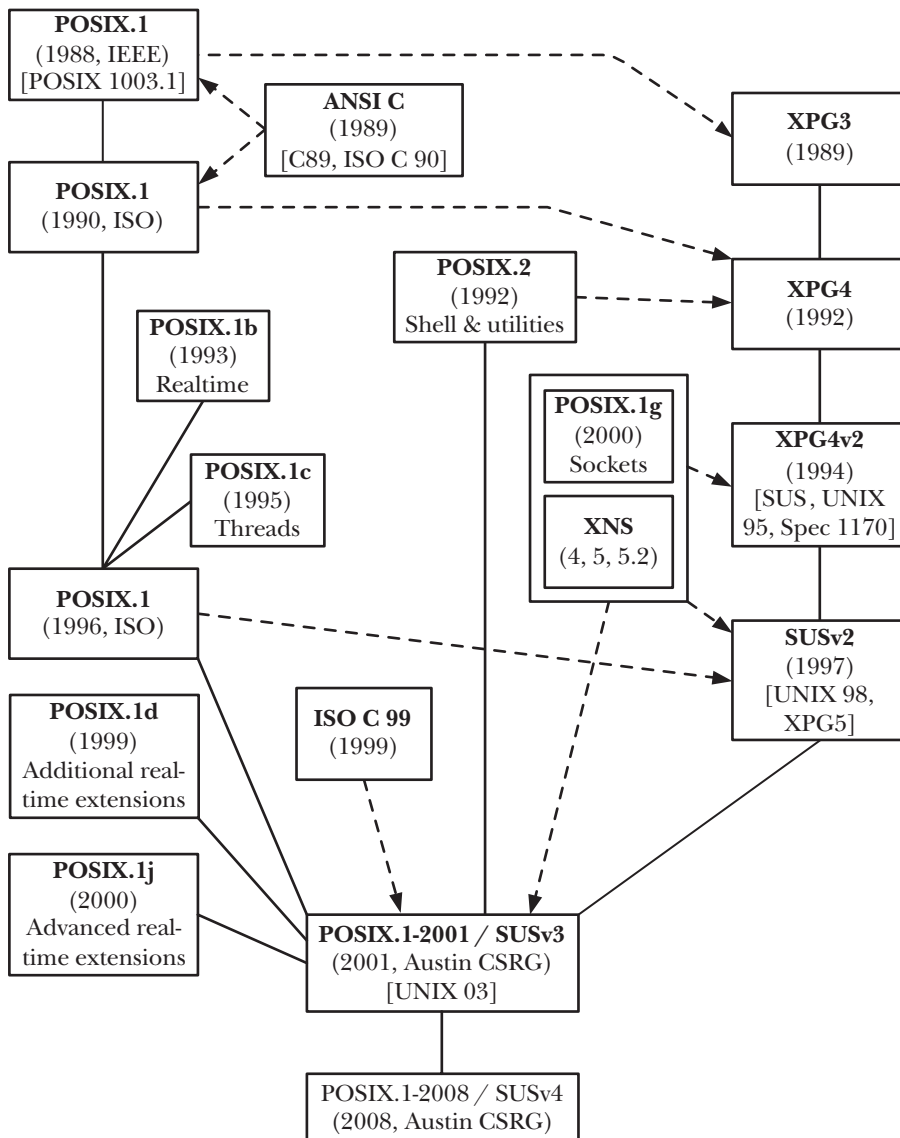 POSIX.1
(1988, IEEE)
[POSIX 1003.1]
ANSI C
(1989)
[C89, ISO C 90]
XPG3
(1989)
POSIX.1
(1990, ISO)
POSIX.2
(1992)
Shell & utilities
XPG4
(1992)
POSIX.1b
(1993)
Realtime
POSIX.1g
(2000)
Sockets
XPG4v2
(1994)
[SUS, UNIX
95, Spec 1170]
POSIX.1c
(1995)
Threads
XNS
(4, 5, 5.2)
POSIX.1
(1996, ISO)
SUSv2
(1997)
[UNIX 98,
XPG5]
POSIX.1d
(1999)
Additional real-
time extensions
ISO C 99
(1999)
POSIX.1j
(2000)
Advanced real-
time extensions
POSIX.1-2001 / SUSv3
(2001, Austin CSRG)
[UNIX 03]
POSIX.1-2008 / SUSv4
(2008, Austin CSRG)